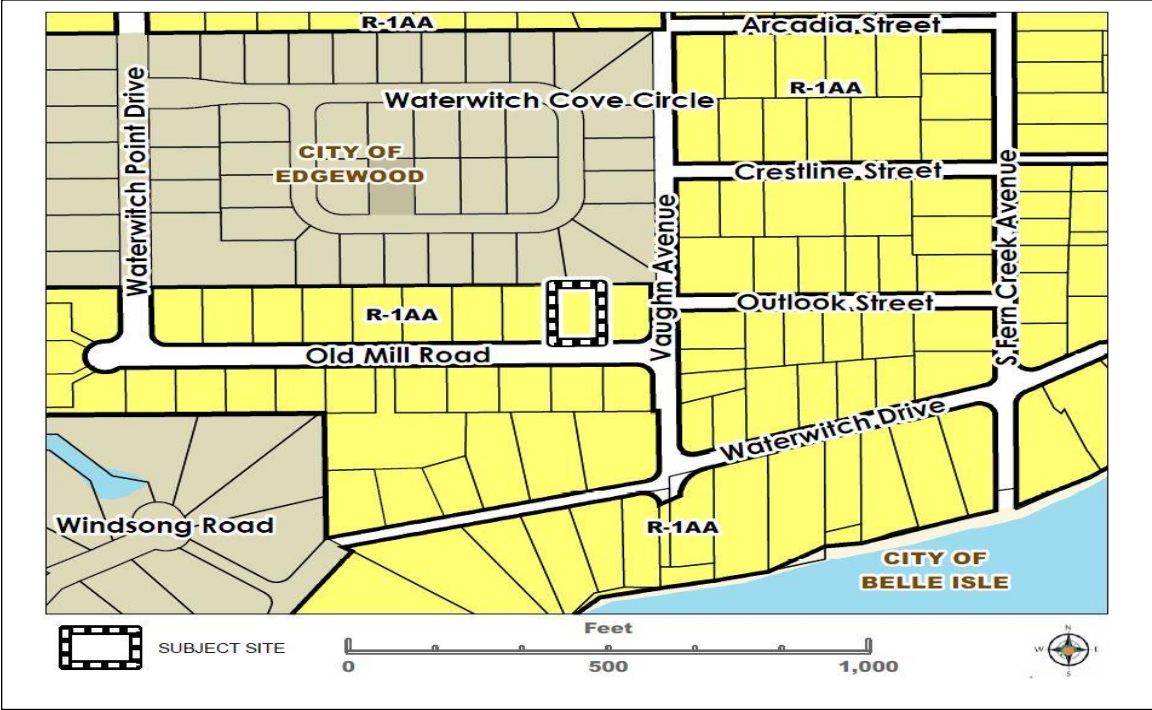 R-1AA
Arcadia Street
Waterwitch Point Drive
R-1AA
Waterwitch Cove Circle
CITY OF
EDGEWOOD
Crestline Street
S Fern Creek Avenue
Vaughn Avenue
Outlook Street
R-1AA
Old Mill Road
Waterwitch Drive
Windsong Road
R-1AA
CITY OF
BELLE ISLE
SUBJECT SITE
Feet
0 500 1,000
N
W E
S